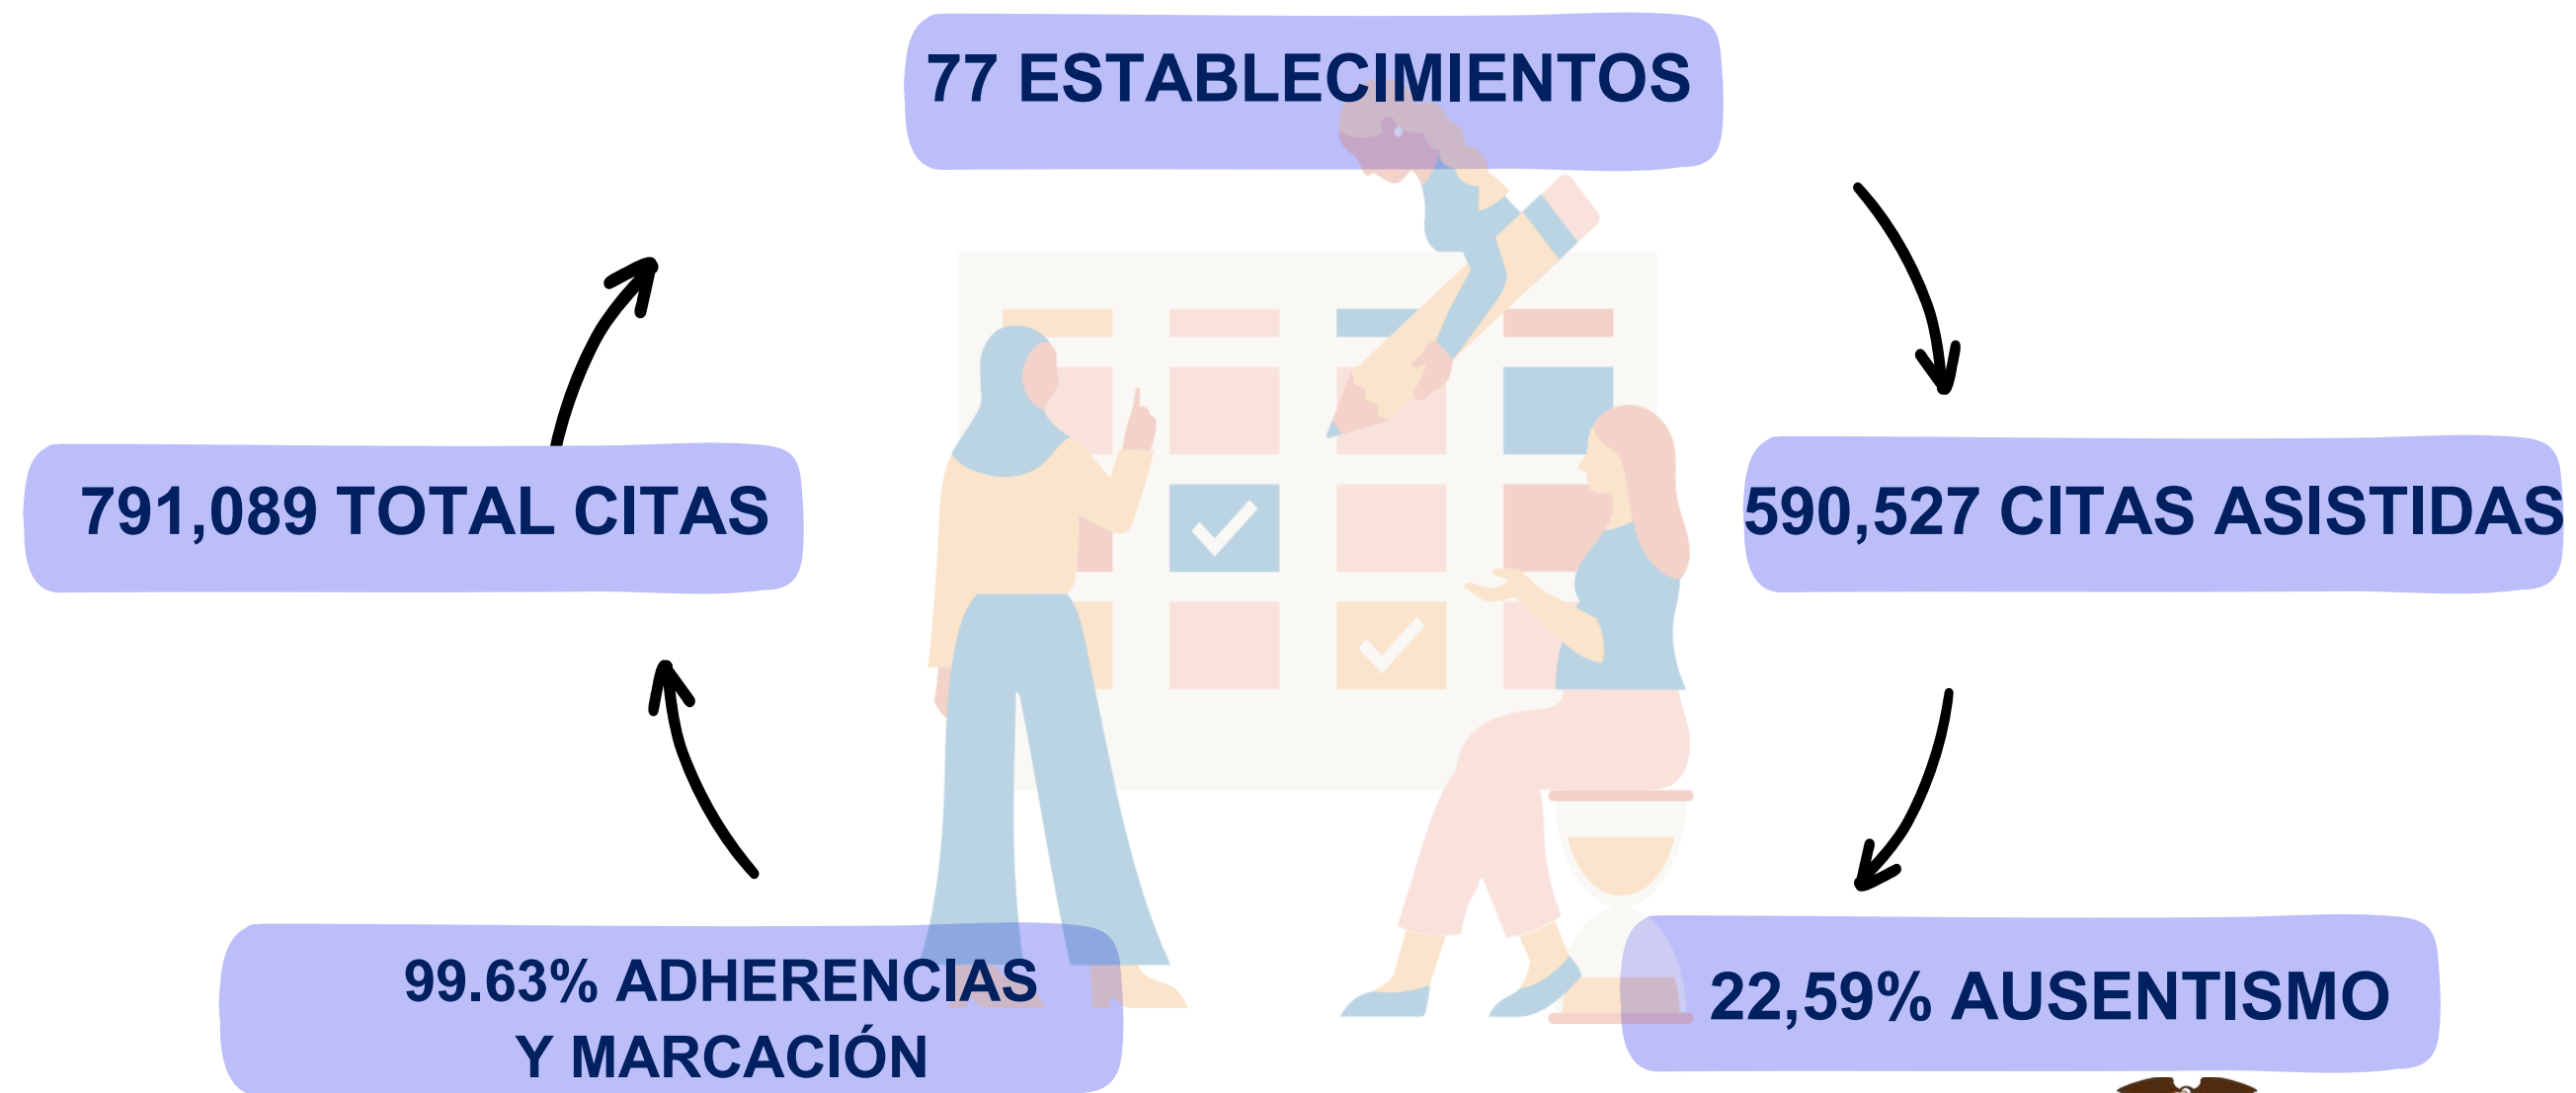 77 ESTABLECIMIENTOS
791,089 TOTAL CITAS
590,527 CITAS ASISTIDAS
99.63% ADHERENCIAS
Y MARCACIÓN
22,59% AUSENTISMO